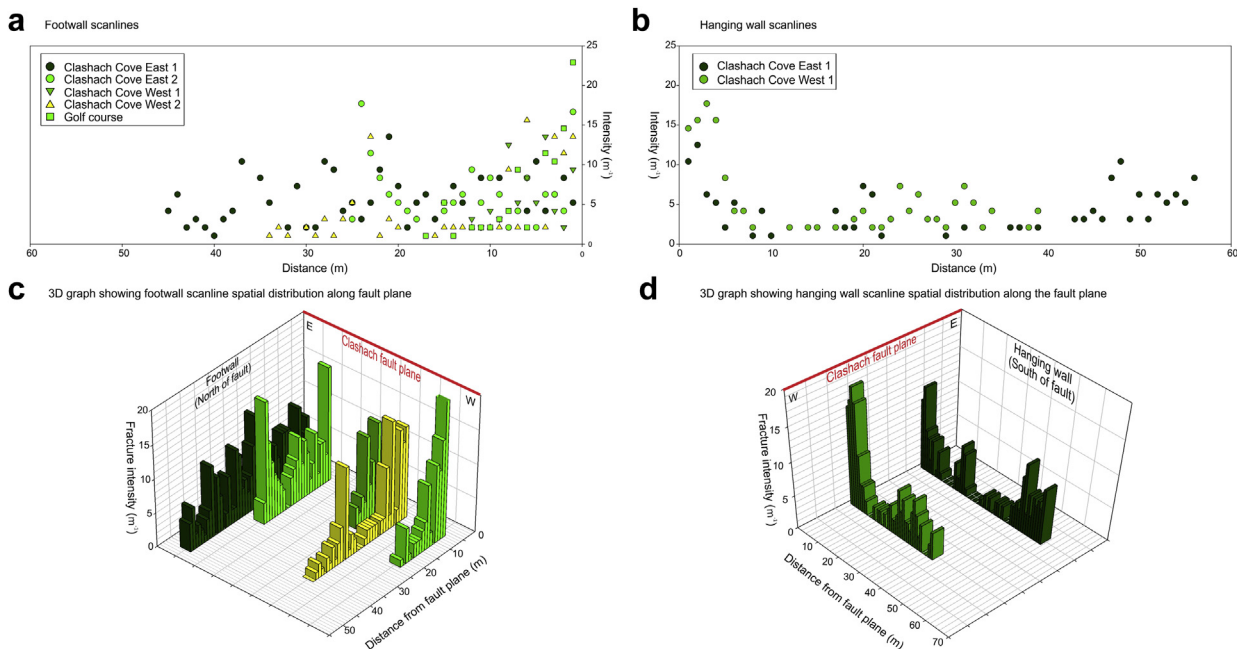 a
Footwall scanlines
Clashach Cove East 1
Clashach Cove East 2
Clashach Cove West 1
Clashach Cove West 2
Golf course
25
20
15
10
5
0
Intensity (m⁻¹)
60 50 40 30 20 10 0
Distance (m)
b
Hanging wall scanlines
Clashach Cove East 1
Clashach Cove West 1
25
20
15
10
5
0
Intensity (m⁻¹)
0 10 20 30 40 50 60
Distance (m)
c
3D graph showing footwall scanline spatial distribution along fault plane
E
Clashach fault plane
W
Footwall
(North of fault)
20
15
10
5
0
Fracture intensity (m⁻¹)
0
10
20
30
40
50
Distance from fault plane (m)
d
3D graph showing hanging wall scanline spatial distribution along the fault plane
E
Clashach fault plane
W
Hanging wall
(South of fault)
20
15
10
5
0
Fracture intensity (m⁻¹)
10
20
30
40
50
60
70
Distance from fault plane (m)